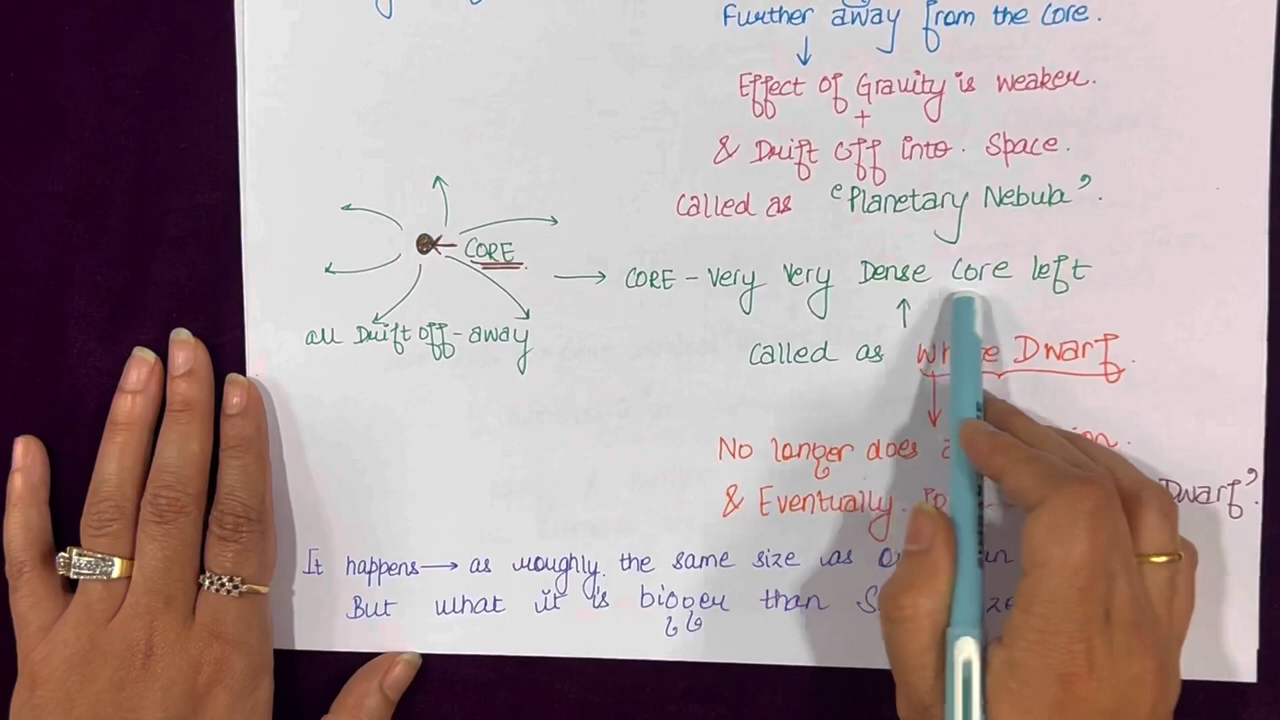 Further away from the Core.
↓
Effect of Gravity is weaker.
+
& Drift off into. Space.
Called as "Planetary Nebula".
← CORE
→ CORE - Very Very Dense Core left
↑
all Drift off - away
Called as White Dwarf.
↓
No longer does
& Eventually. Dwarf".
It happens → as roughly. the same size as
But what it is bigger than